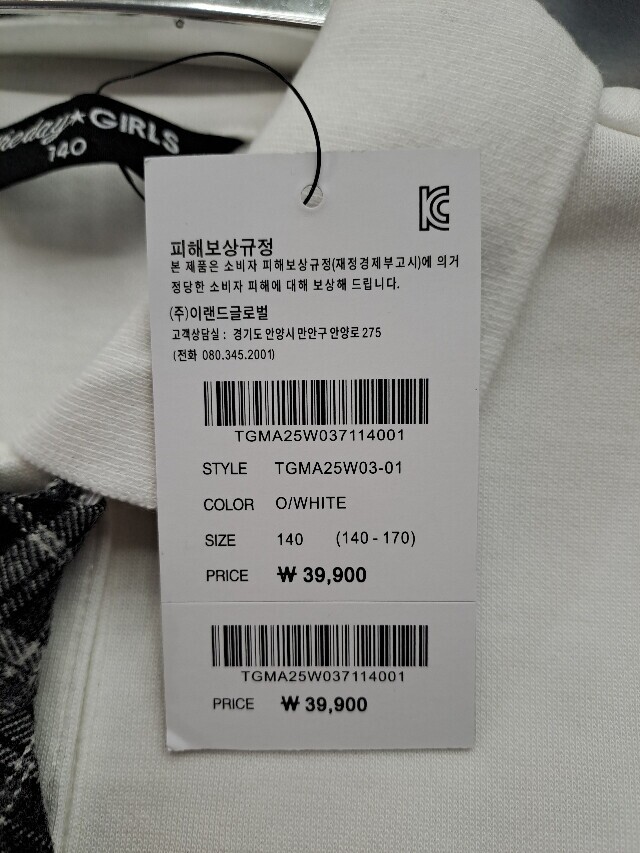 GIRLS
140
피해보상규정
본 제품은 소비자 피해보상규정(재정경제부고시)에 의거
정당한 소비자 피해에 대해 보상해 드립니다.
(주)이랜드글로벌
고객상담실 : 경기도 안양시 만안구 안양로 275
(전화 080.345.2001)
TGMA25W037114001
STYLE TGMA25W03-01
COLOR O/WHITE
SIZE 140 (140-170)
PRICE ₩ 39,900
TGMA25W037114001
PRICE ₩ 39,900